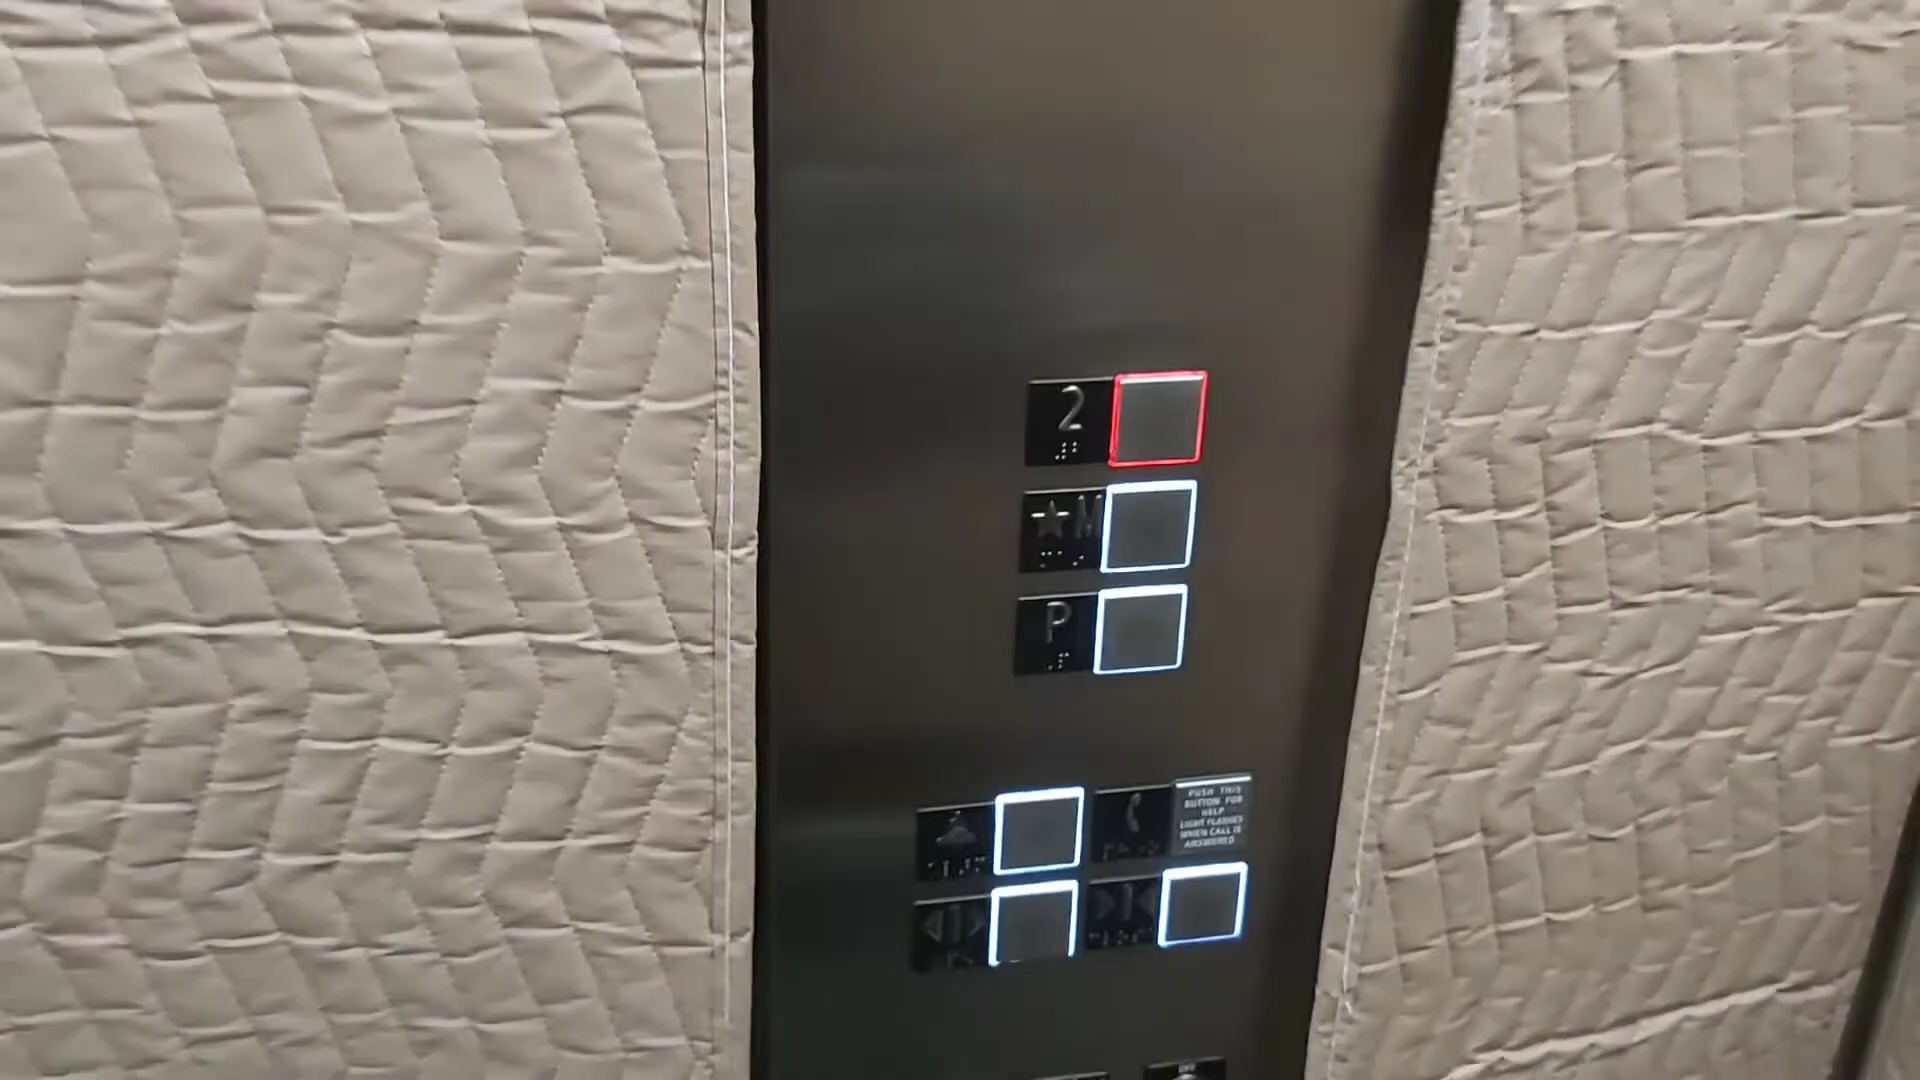 2
★M
P
PUSH THIS
BUTTON FOR
HELP
LIGHT FLASHES
WHEN CALL IS
ANSWERED